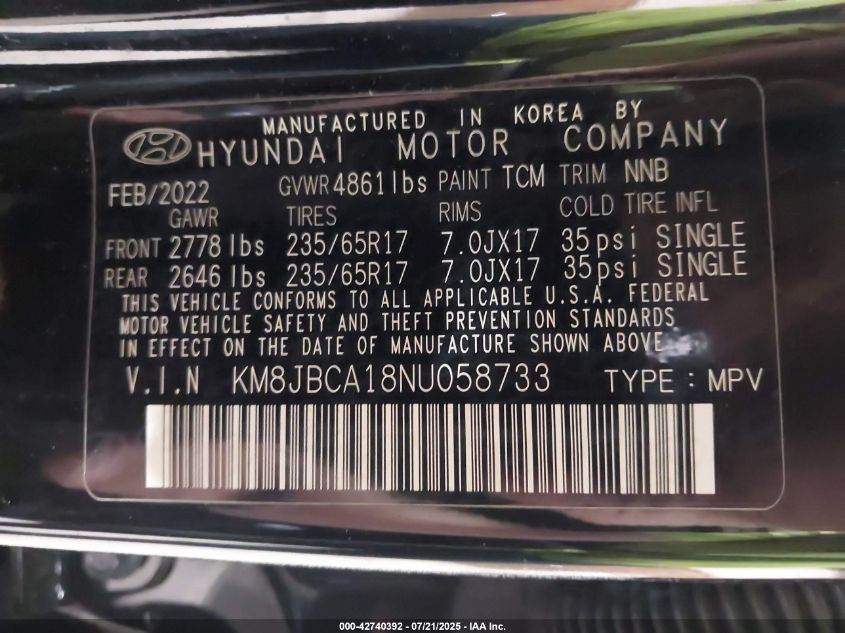 MANUFACTURED IN KOREA BY
HYUNDAI MOTOR COMPANY
FEB/2022 GVWR 4861 lbs PAINT TCM TRIM NNB
GAWR TIRES RIMS COLD TIRE INFL
FRONT 2778 lbs 235/65R17 7.0JX17 35psi SINGLE
REAR 2646 lbs 235/65R17 7.0JX17 35psi SINGLE
THIS VEHICLE CONFORMS TO ALL APPLICABLE U.S.A. FEDERAL
MOTOR VEHICLE SAFETY AND THEFT PREVENTION STANDARDS
IN EFFECT ON THE DATE OF MANUFACTURE SHOWN ABOVE.
V.I.N KM8JBCA18NU058733 TYPE : MPV
000-42740392 - 07/21/2025 - IAA Inc.